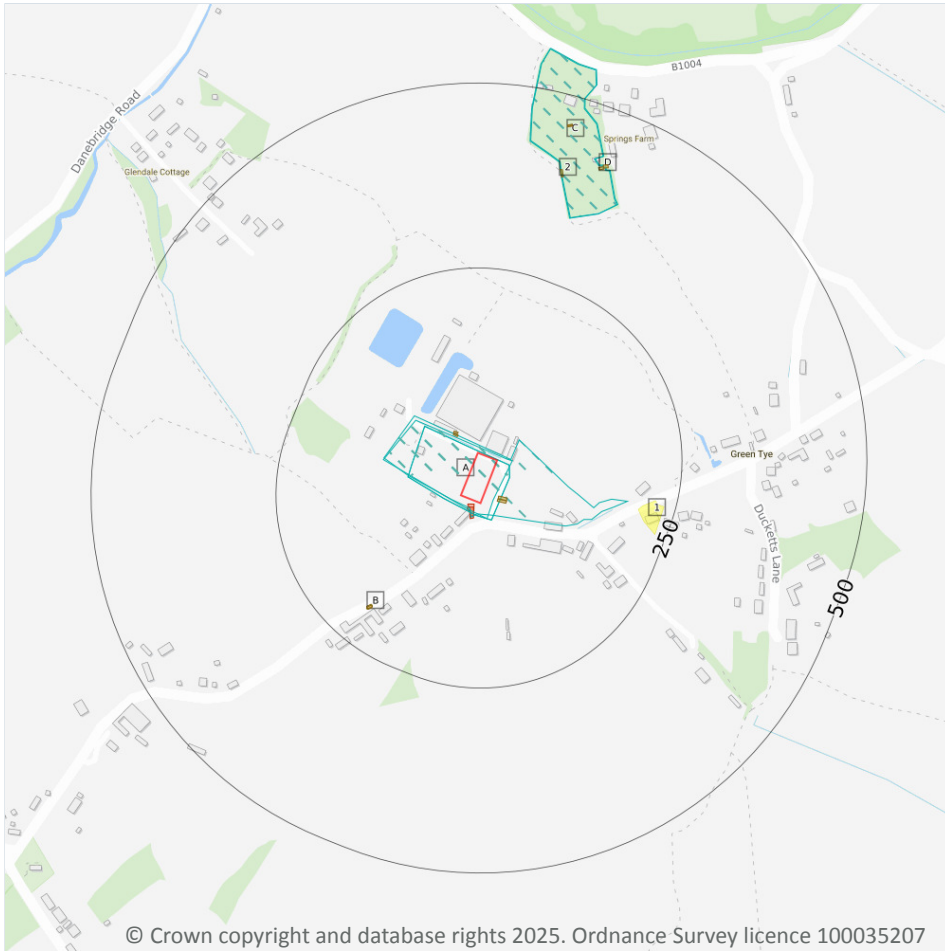 B1004
Danebridge Road
C
Springs Farm
D
2
Glendale Cottage
A
Green Tye
1
250
Ducketts Lane
500
B
© Crown copyright and database rights 2025. Ordnance Survey licence 100035207